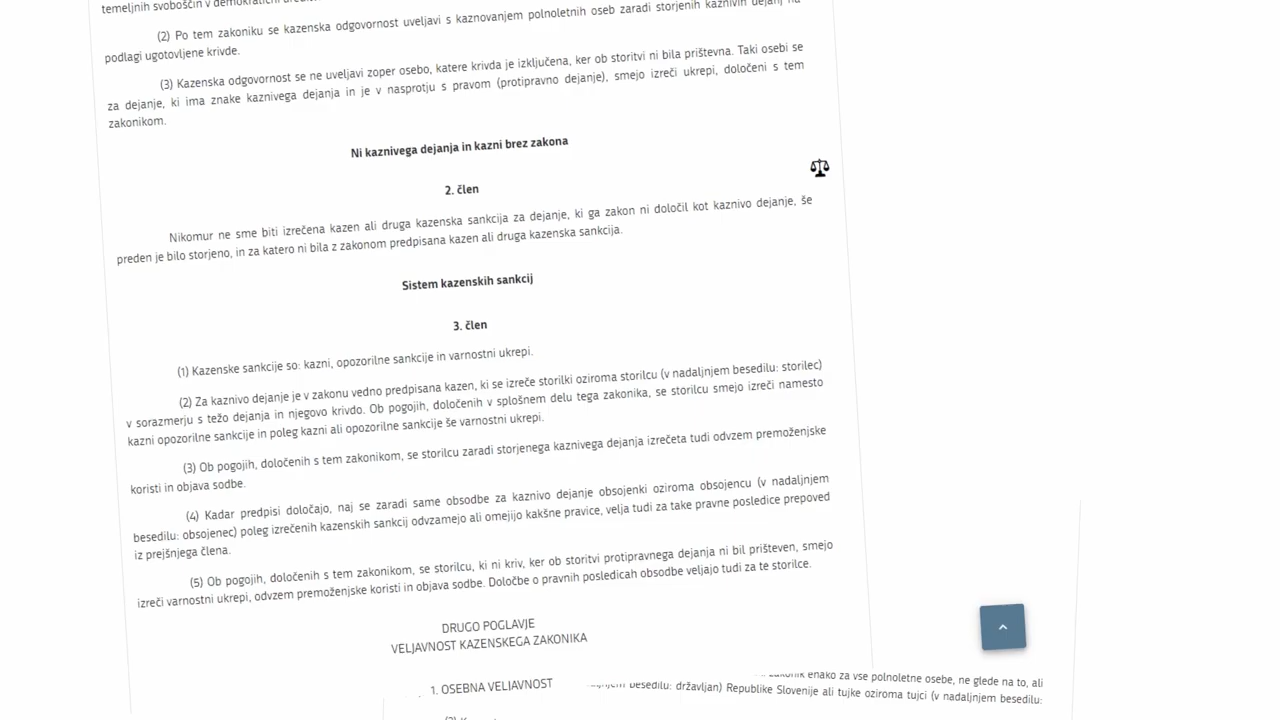 temeljnih svoboščin v
(2) Po tem zakoniku se kazenska odgovornost uveljavi s kaznovanjem polnoletnih oseb zaradi storjenih kaznivih dejanj na
podlagi ugotovljene krivde.
(3) Kazenska odgovornost se ne uveljavi zoper osebo, katere krivda je izključena, ker ob storitvi ni bila prištevna. Taki osebi se
za dejanje, ki ima znake kaznivega dejanja in je v nasprotju s pravom (protipravno dejanje), smejo izreči ukrepi, določeni s tem
zakonikom.
Ni kaznivega dejanja in kazni brez zakona
2. člen
Nikomur ne sme biti izrečena kazen ali druga kazenska sankcija za dejanje, ki ga zakon ni določil kot kaznivo dejanje, še
preden je bilo storjeno, in za katero ni bila z zakonom predpisana kazen ali druga kazenska sankcija.
Sistem kazenskih sankcij
3. člen
(1) Kazenske sankcije so: kazni, opozorilne sankcije in varnostni ukrepi.
(2) Za kaznivo dejanje je v zakonu vedno predpisana kazen, ki se izreče storilki oziroma storilcu (v nadaljnjem besedilu: storilec)
v sorazmerju s težo dejanja in njegovo krivdo. Ob pogojih, določenih v splošnem delu tega zakonika, se storilcu smejo izreči namesto
kazni opozorilne sankcije in poleg kazni ali opozorilne sankcije še varnostni ukrepi.
(3) Ob pogojih, določenih s tem zakonikom, se storilcu zaradi storjenega kaznivega dejanja izrečeta tudi odvzem premoženjske
koristi in objava sodbe.
(4) Kadar predpisi določajo, naj se zaradi same obsodbe za kaznivo dejanje obsojenki oziroma obsojencu (v nadaljnjem
besedilu: obsojenec) poleg izrečenih kazenskih sankcij odvzamejo ali omejijo kakšne pravice, velja tudi za take pravne posledice prepoved
iz prejšnjega člena.
(5) Ob pogojih, določenih s tem zakonikom, se storilcu, ki ni kriv, ker ob storitvi protipravnega dejanja ni bil prišteven, smejo
izreči varnostni ukrepi, odvzem premoženjske koristi in objava sodbe. Določbe o pravnih posledicah obsodbe veljajo tudi za te storilce.
DRUGO POGLAVJE
VELJAVNOST KAZENSKEGA ZAKONIKA
1. OSEBNA VELJAVNOST
enako za vse polnoletne osebe, ne glede na to, ali
besedilu: državljan) Republike Slovenije ali tujke oziroma tujci (v nadaljnjem besedilu: